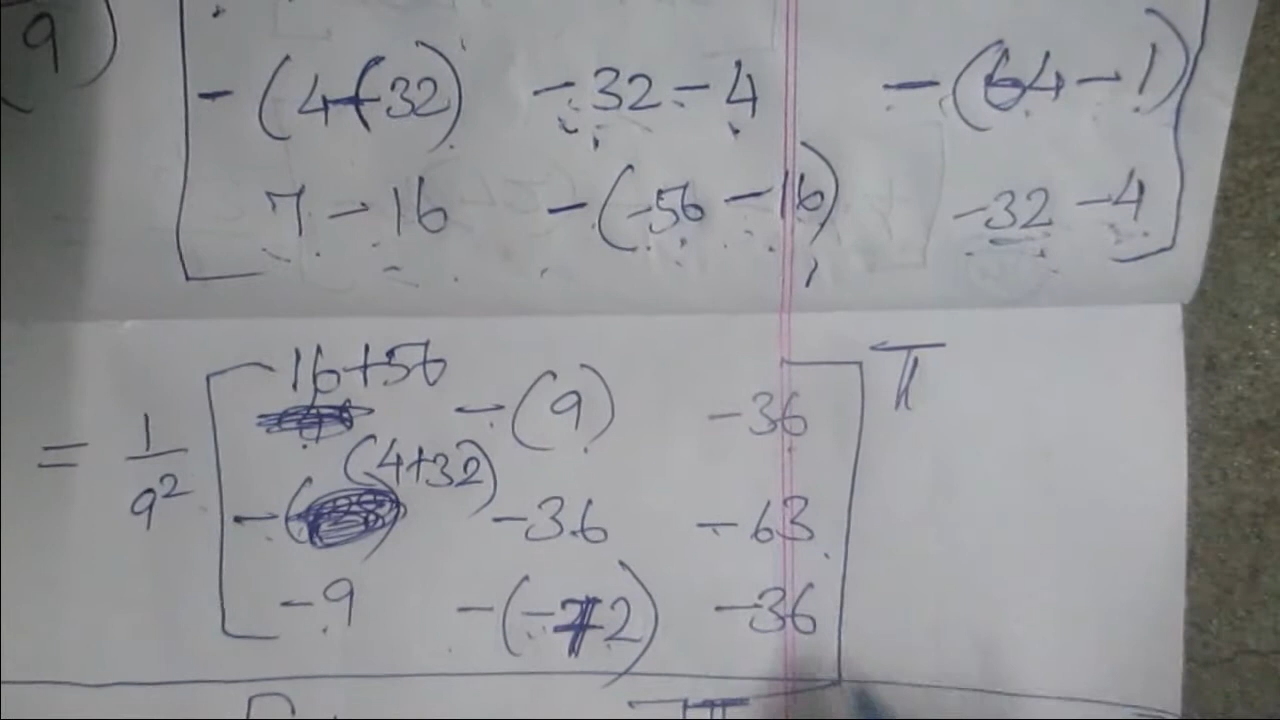 9)
-(4+32) -32-4 -(64-1)
7-16 -(-56-16) -32-4
16+56 -(9) -36 T
= 1/9² -(4+32) -36 -63
-9 -(-72) -36